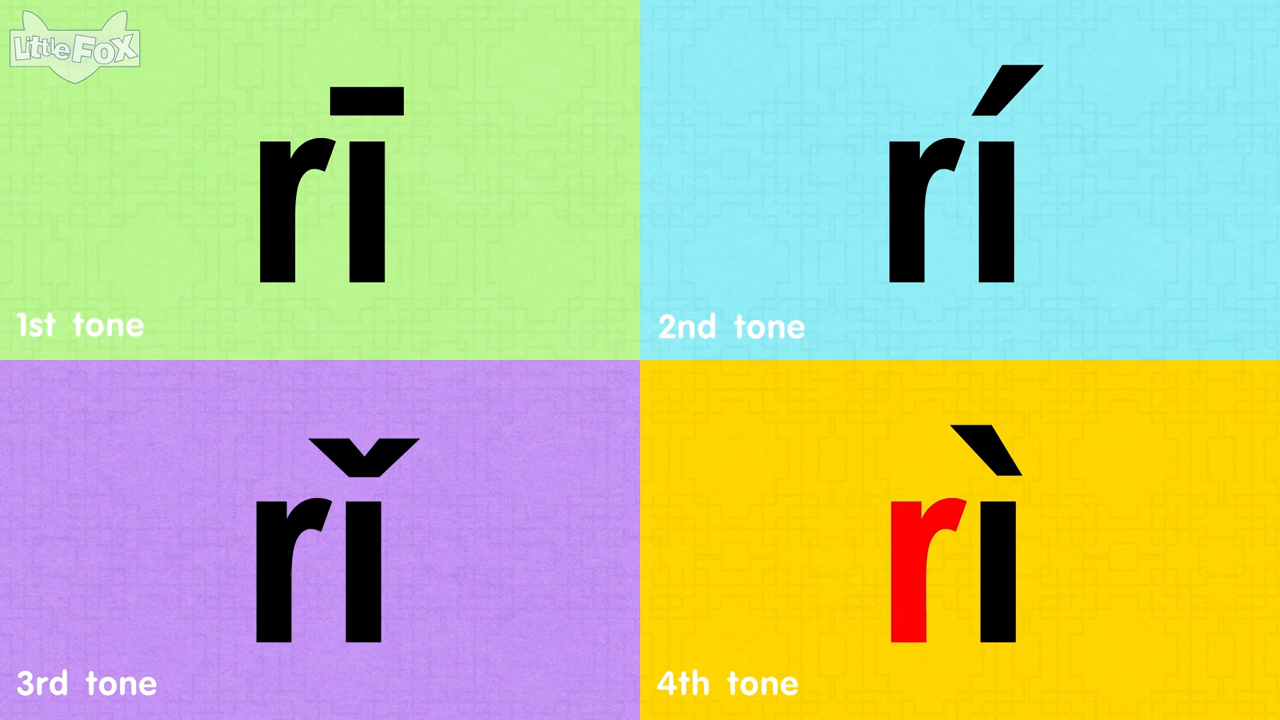 Little Fox
rī
1st tone
rí
2nd tone
rǐ
3rd tone
rì
4th tone